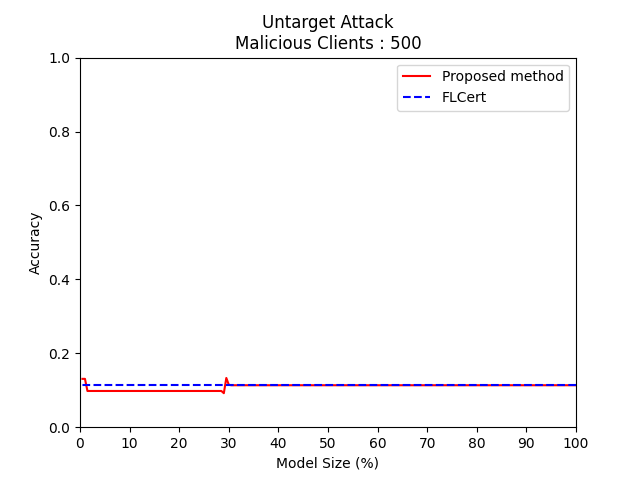 Untarget Attack
Malicious Clients : 500
Proposed method
FLCert
1.0
0.8
0.6
0.4
0.2
0.0
Accuracy
0 10 20 30 40 50 60 70 80 90 100
Model Size (%)